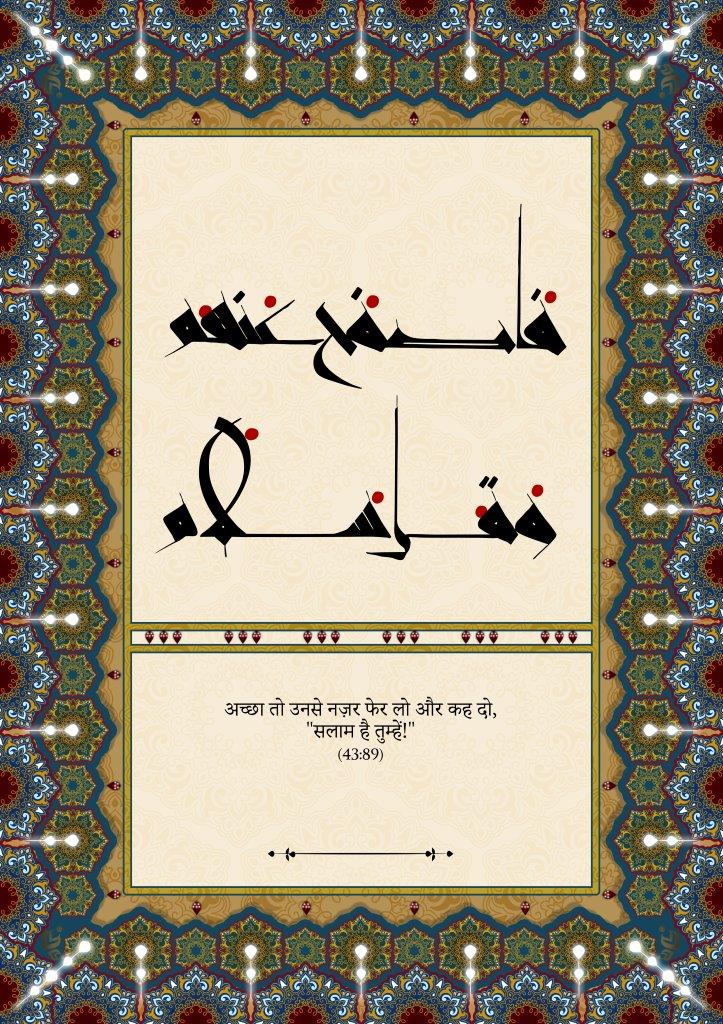 فاصفح عنهم
وقل سلام
अच्छा तो उनसे नज़र फेर लो और कह दो,
"सलाम है तुम्हें!"
(43:89)